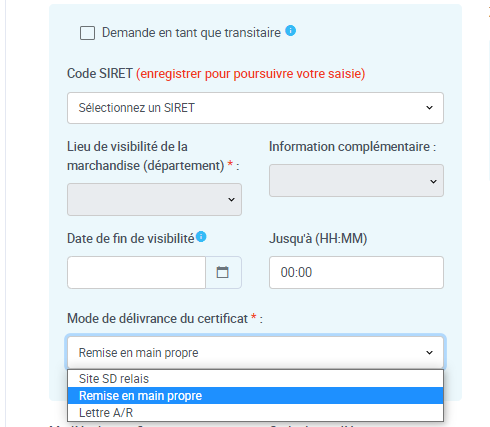 Demande en tant que transitaire
Code SIRET (enregistrer pour poursuivre votre saisie)
Sélectionnez un SIRET
Lieu de visibilité de la
marchandise (département) * :
Information complémentaire :
Date de fin de visibilité
Jusqu'à (HH:MM)
00:00
Mode de délivrance du certificat * :
Remise en main propre
Site SD relais
Remise en main propre
Lettre A/R